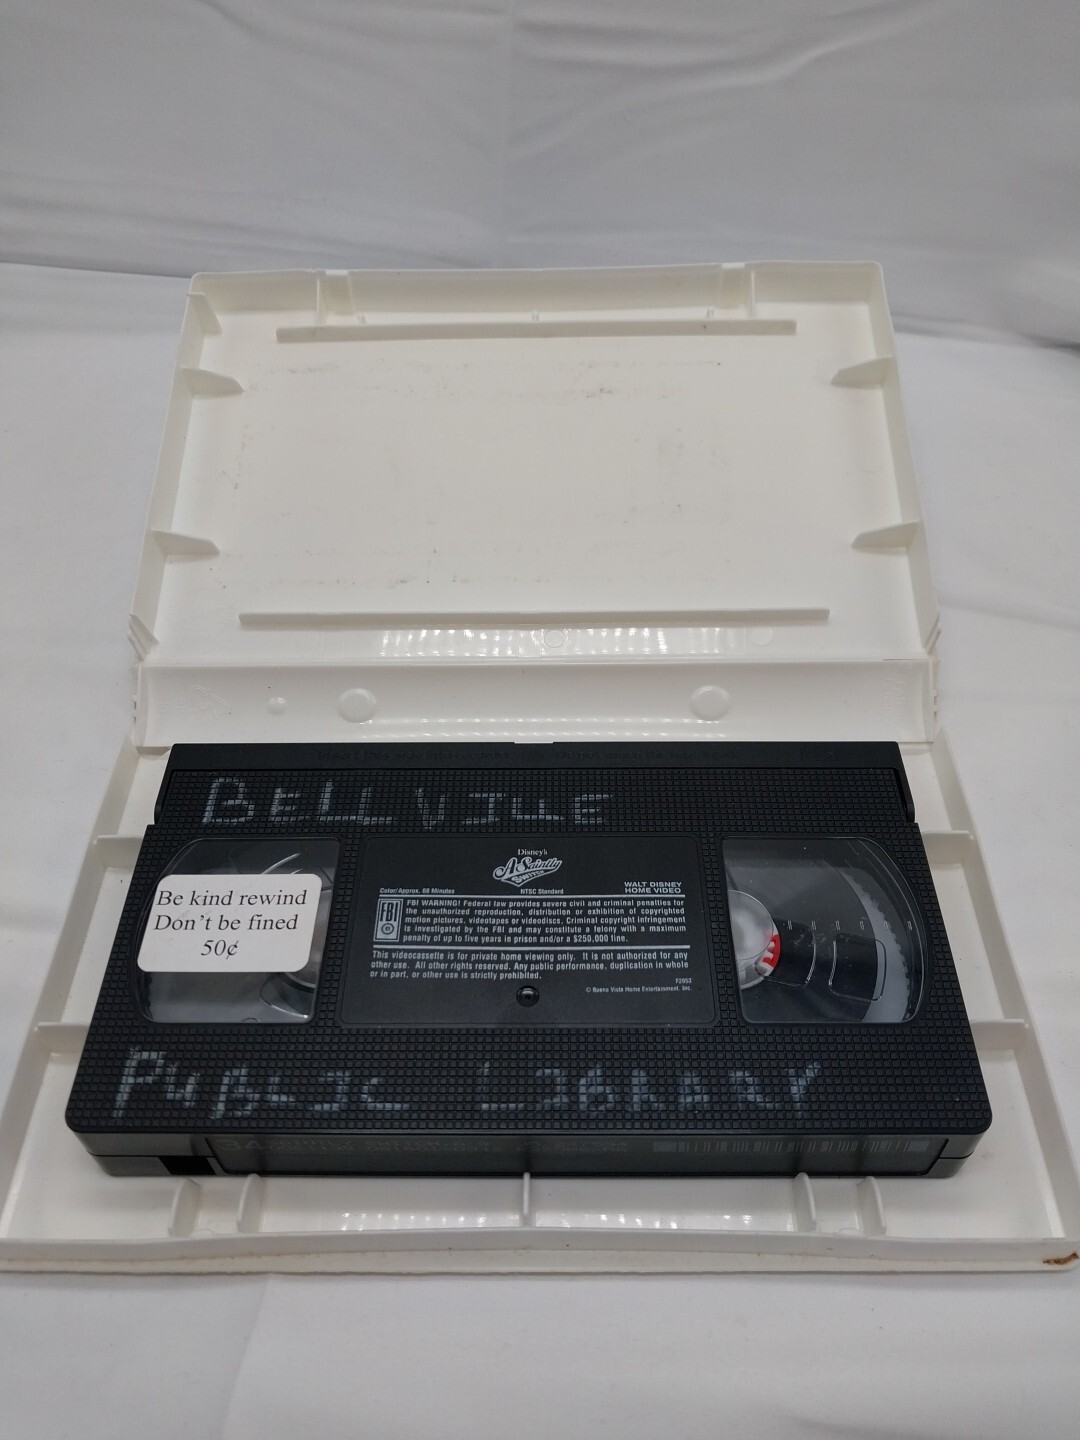 BELLVILLE
Be kind rewind
Don't be fined
50¢
Disney's
A Saintly
SWITCH
Color/Approx. 88 Minutes
NTSC Standard
WALT DISNEY
HOME VIDEO
FBI
FBI WARNING! Federal law provides severe civil and criminal penalties for
the unauthorized reproduction, distribution or exhibition of copyrighted
motion pictures, videotapes or videodiscs. Criminal copyright infringement
is investigated by the FBI and may constitute a felony with a maximum
penalty of up to five years in prison and/or a $250,000 fine.
This videocassette is for private home viewing only. It is not authorized for any
other use. All other rights reserved. Any public performance, duplication in whole
or in part, or other use is strictly prohibited.
F2953
© Buena Vista Home Entertainment, Inc.
PUBLIC LIBRARY